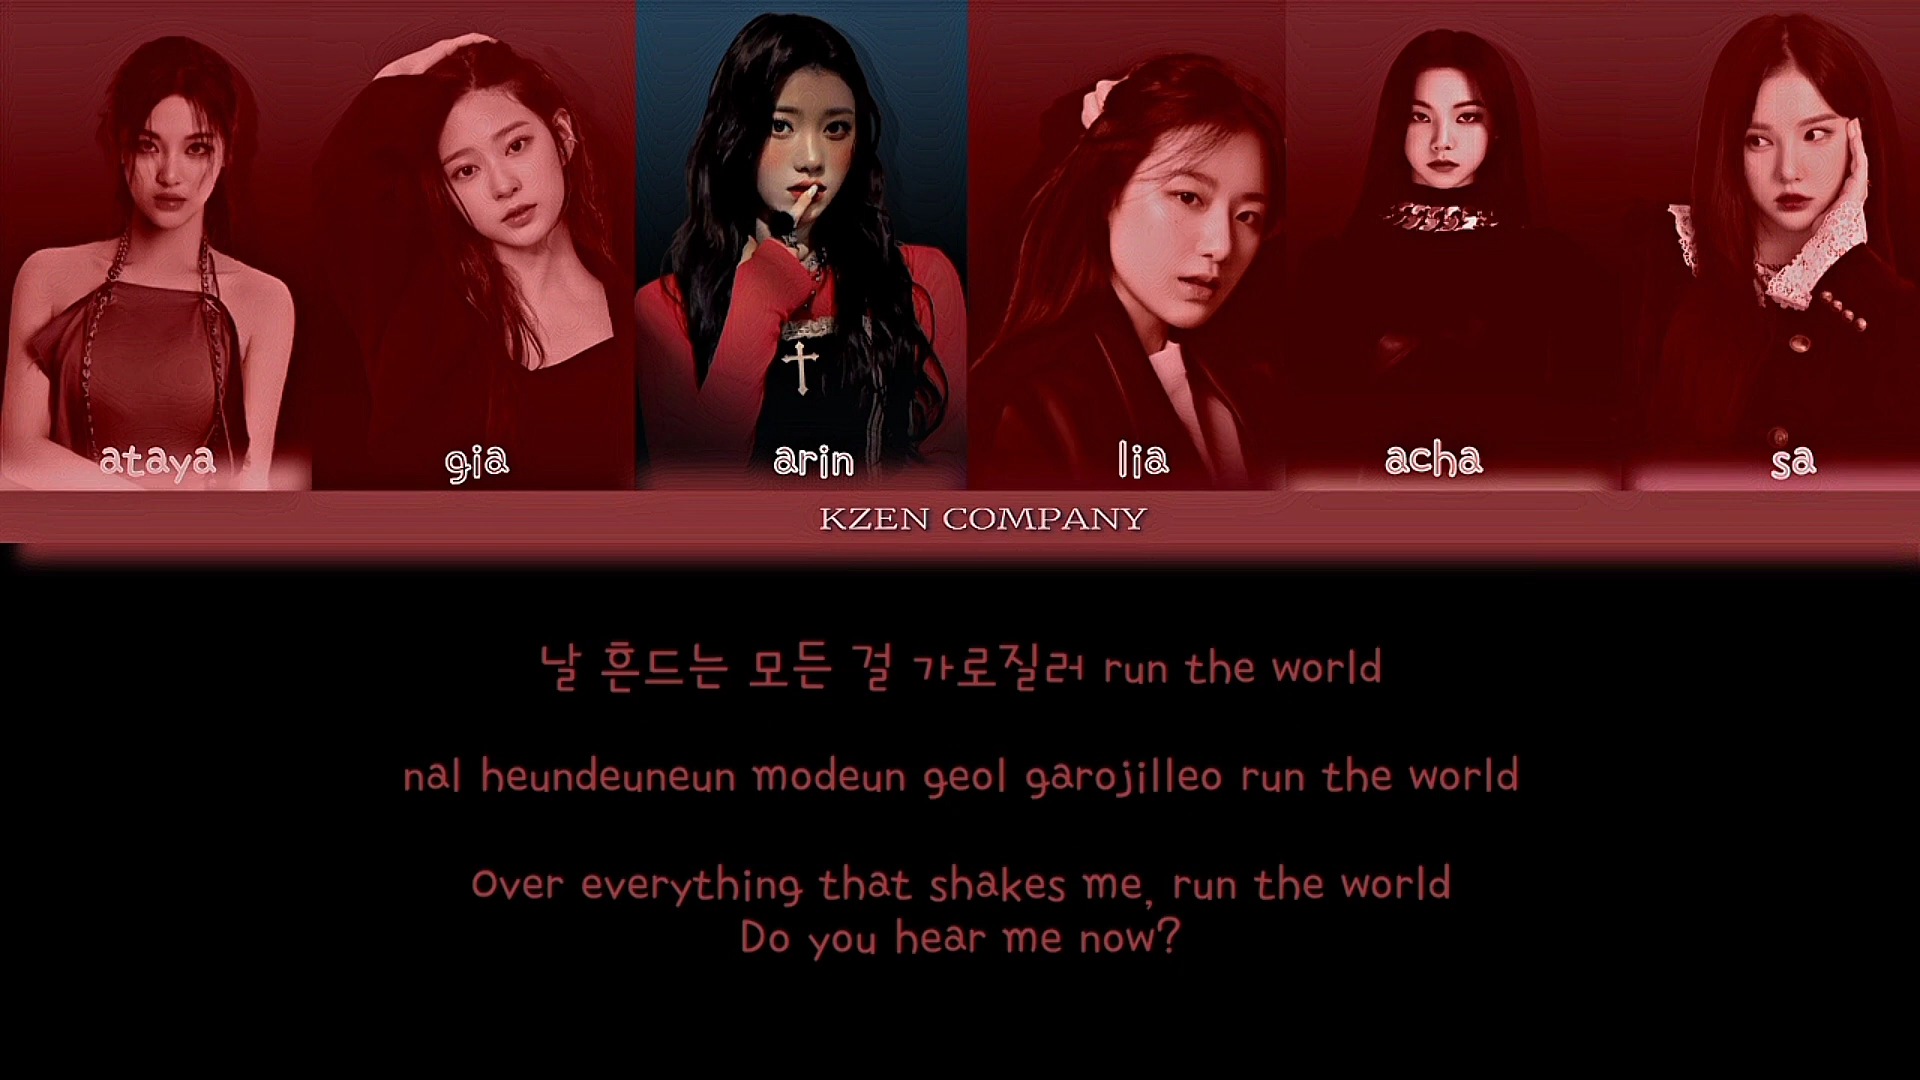 ataya
gia
arin
lia
acha
sa
KZEN COMPANY
날 흔드는 모든 걸 가로질러 run the world
nal heundeuneun modeun geol garojilleo run the world
Over everything that shakes me, run the world
Do you hear me now?